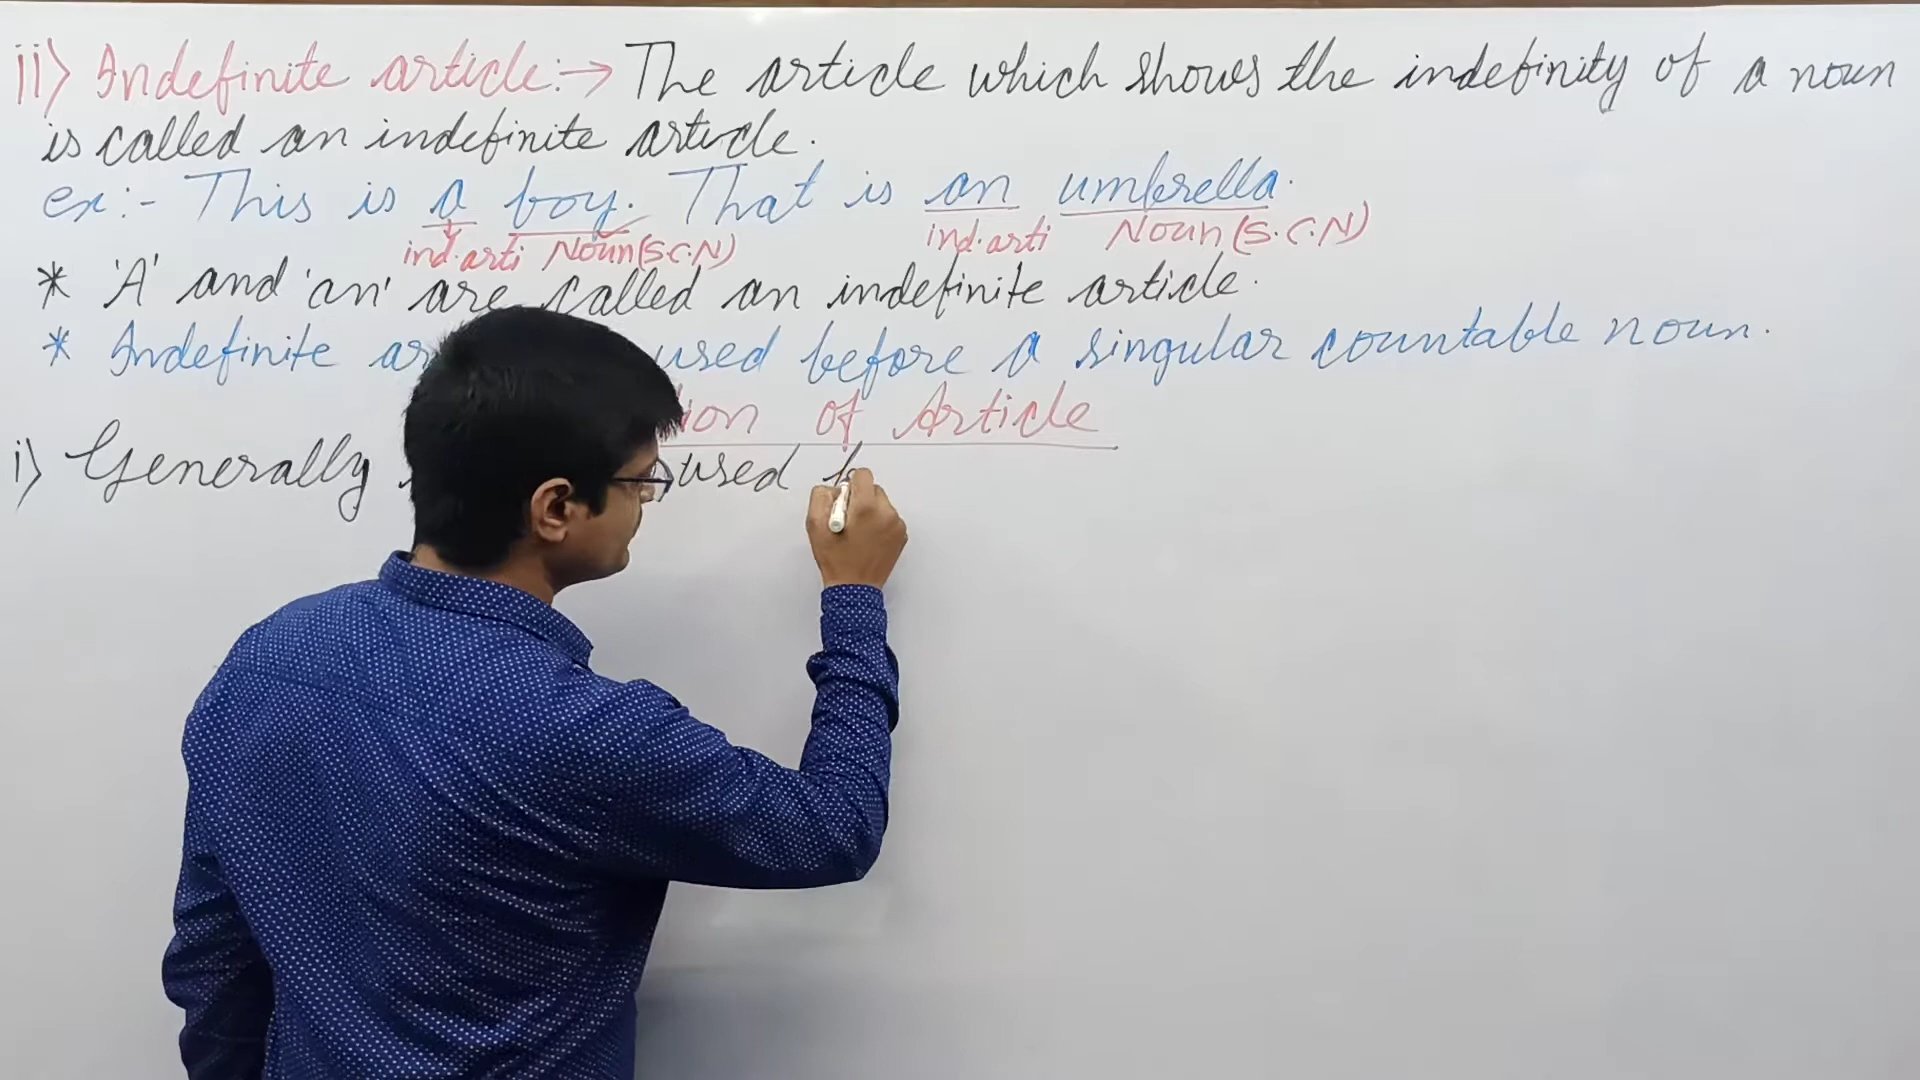 ii) Indefinite article:→ The article which shows the indefinity of a noun
is called an indefinite article.
ex:- This is a boy. That is an umbrella.
ind.arti Noun(S.C.N) ind.arti Noun(S.C.N)
* 'A' and 'an' are called an indefinite article.
* Indefinite used before a singular countable noun.
of Article
i) Generally used